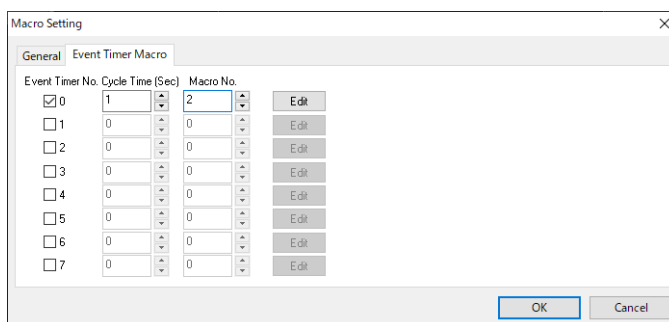 Macro Setting
General Event Timer Macro
Event Timer No. Cycle Time (Sec) Macro No.
0 1 2 Edit
1 0 0 Edit
2 0 0 Edit
3 0 0 Edit
4 0 0 Edit
5 0 0 Edit
6 0 0 Edit
7 0 0 Edit
OK Cancel